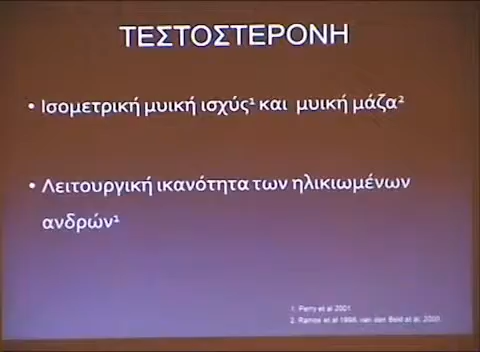 ΤΕΣΤΟΣΤΕΡΟΝΗ
• Ισομετρική μυική ισχύς¹ και μυική μάζα²
• Λειτουργική ικανότητα των ηλικιωμένων
ανδρών¹
1. Perry et al 2001
2. Ramos et al 1998, van den Beld et al, 2000